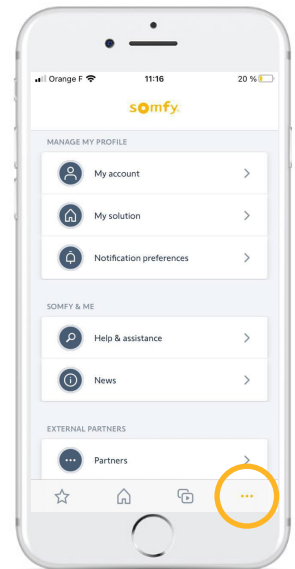 Orange F
11:16
20 %
somfy.
MANAGE MY PROFILE
My account
My solution
Notification preferences
SOMFY & ME
Help & assistance
News
EXTERNAL PARTNERS
Partners